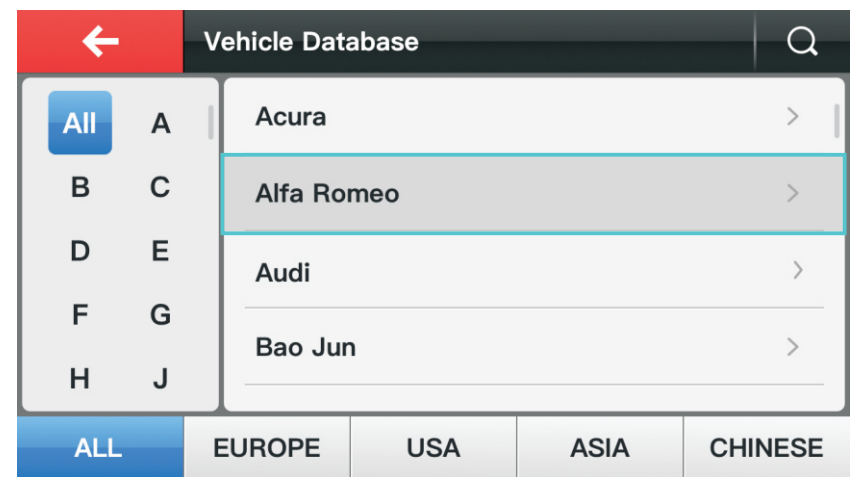 Vehicle Database
All A
B C
D E
F G
H J
Acura
Alfa Romeo
Audi
Bao Jun
ALL EUROPE USA ASIA CHINESE